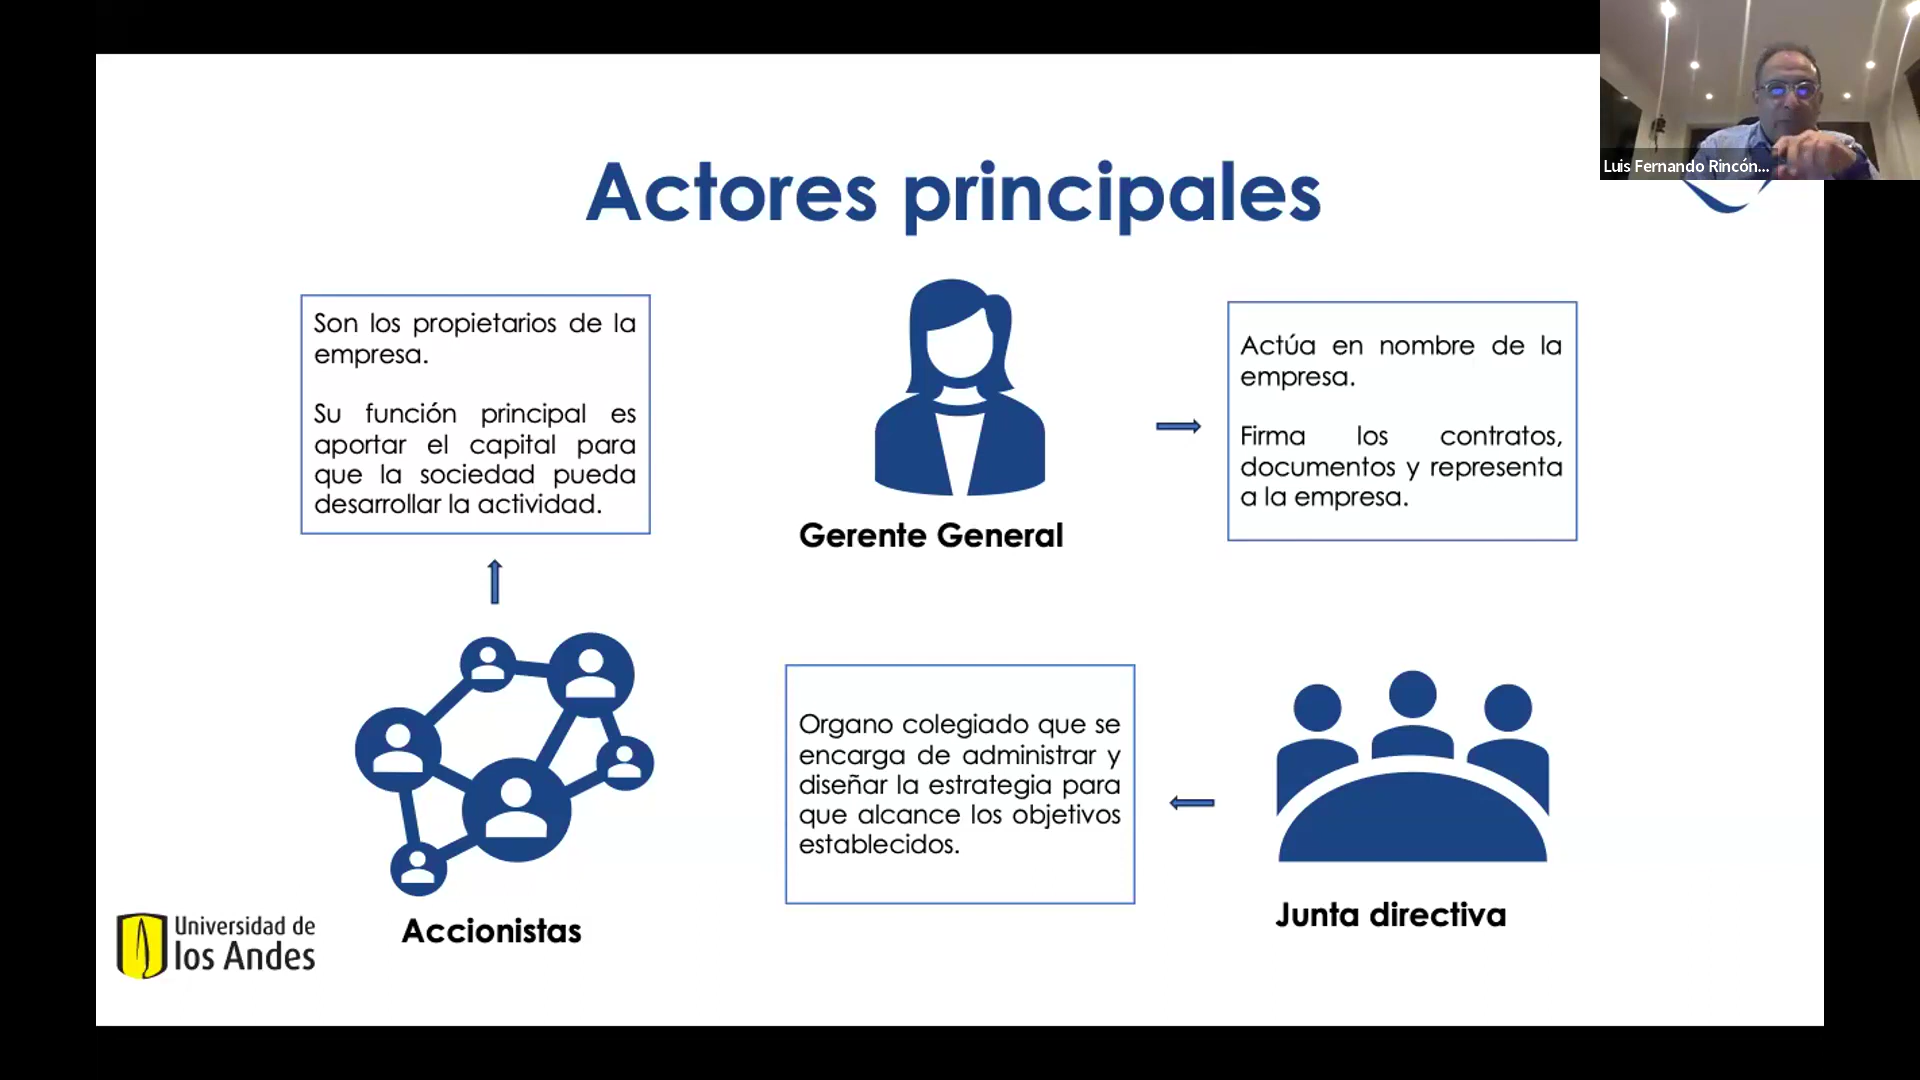 Luis Fernando Rincón...
Actores principales
Son los propietarios de la
empresa.
Su función principal es
aportar el capital para
que la sociedad pueda
desarrollar la actividad.
Gerente General
Actúa en nombre de la
empresa.
Firma los contratos,
documentos y representa
a la empresa.
Organo colegiado que se
encarga de administrar y
diseñar la estrategia para
que alcance los objetivos
establecidos.
Accionistas
Junta directiva
Universidad de
los Andes